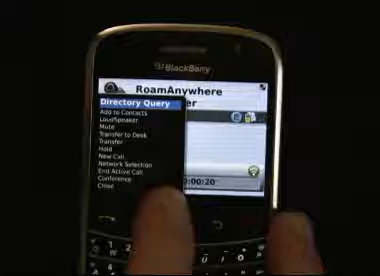 BlackBerry
RoamAnywhere
Directory Query
er
Add to Contacts
LoudSpeaker
Mute
Transfer to Desk
Transfer
Hold
New Call
Network Selection
End Active Call
Conference
Close
0:00:20